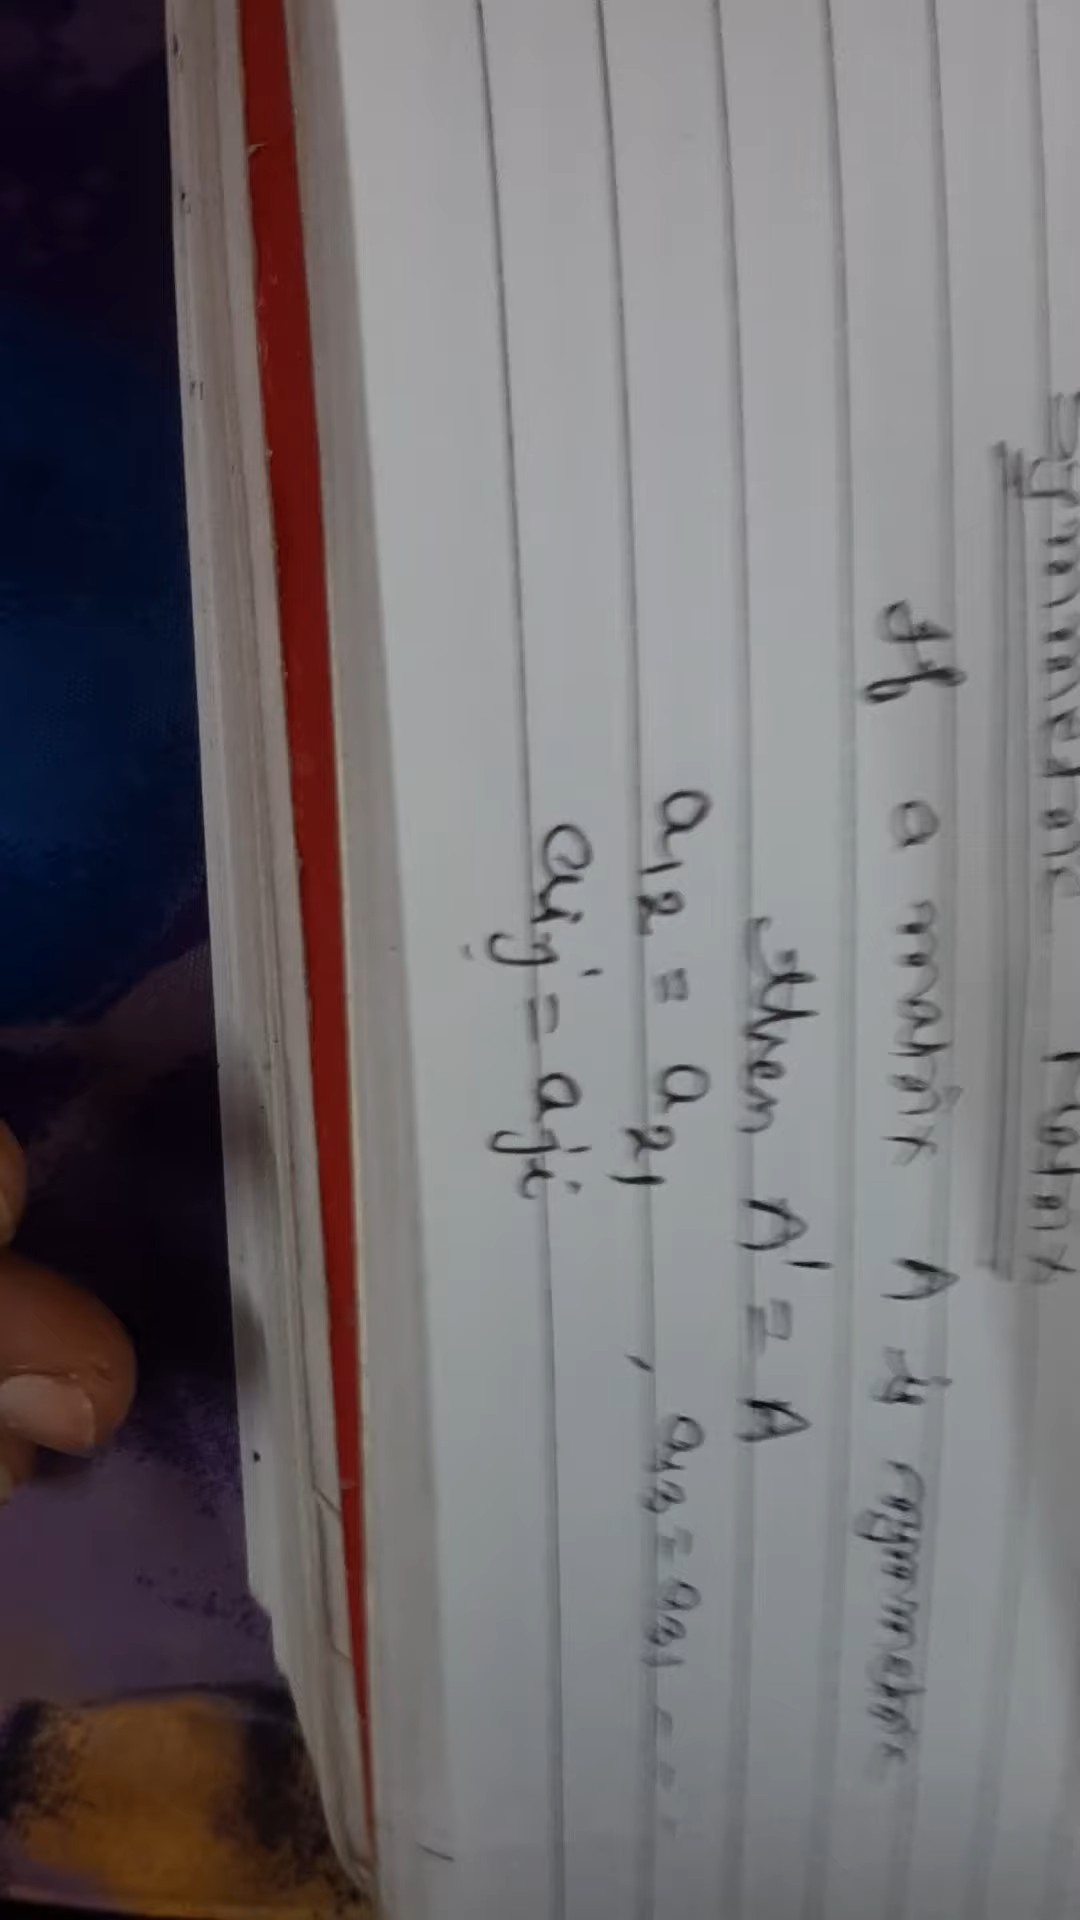 Symmetric Matrix
If a matrix A is symmetric
then A' = A
a12 = a21 , a13 = a31 - - -
aij = aji